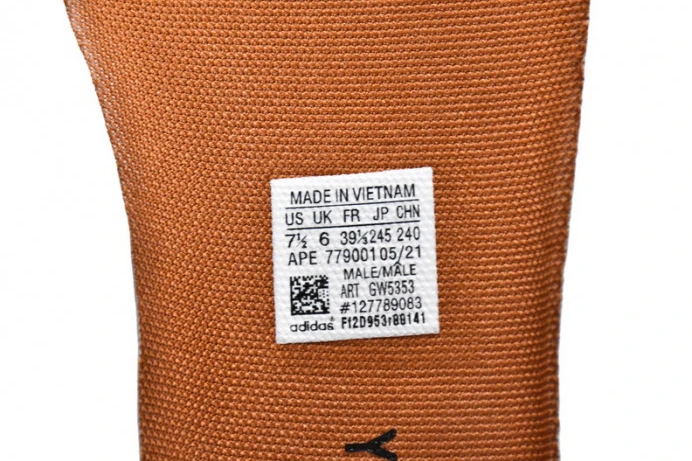 MADE IN VIETNAM
US UK FR JP CHN
7½ 6 39⅓ 245 240
APE 779001 05/21
MALE/MÂLE
ART GW5353
#127789083
adidas® F12D953r88141
Y